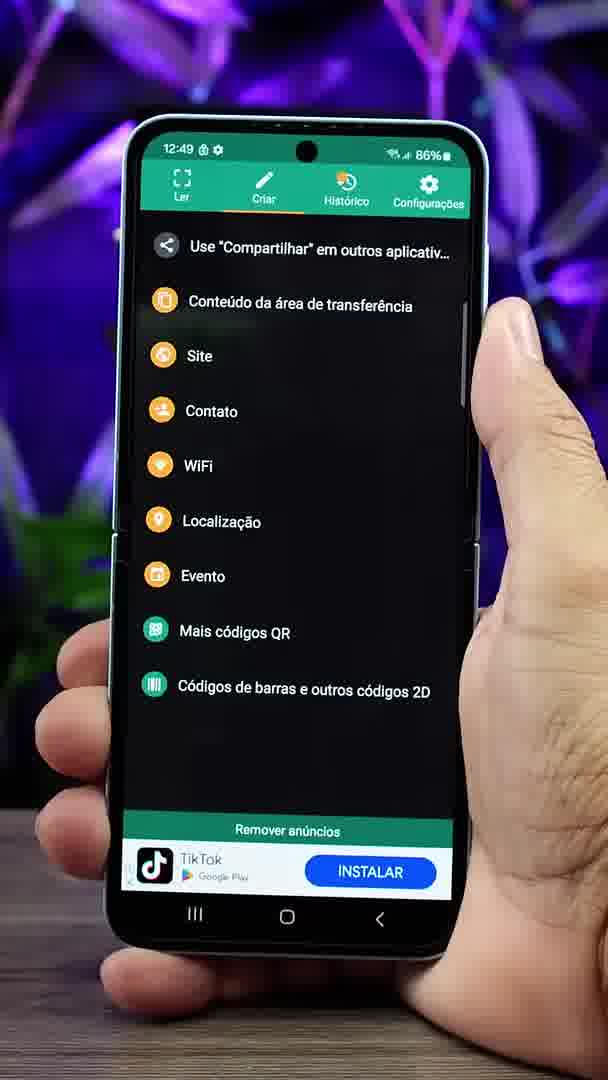 12:49
86%
Ler
Criar
Histórico
Configurações
Use "Compartilhar" em outros aplicativ...
Conteúdo da área de transferência
Site
Contato
WiFi
Localização
Evento
Mais códigos QR
Códigos de barras e outros códigos 2D
Remover anúncios
TikTok
Google Play
INSTALAR